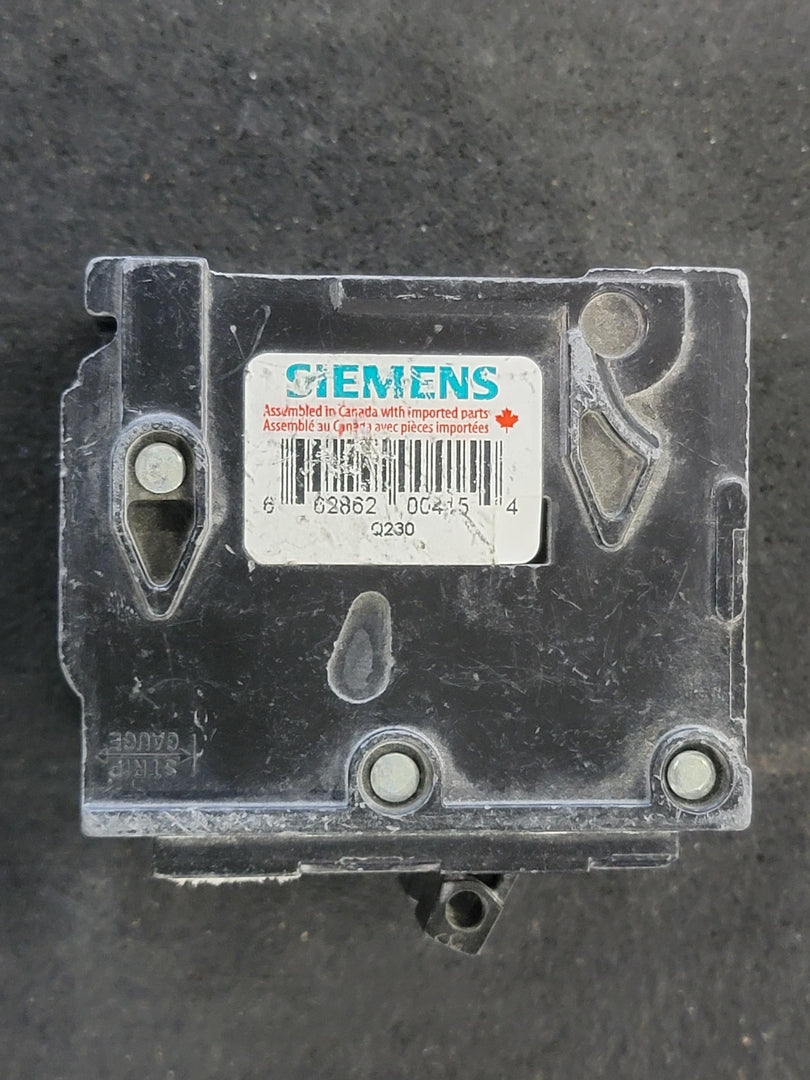 SIEMENS
Assembled in Canada with imported parts
Assemblé au Canada avec pièces importées
6 62862 00415 4
Q230
STRIP
GAUGE